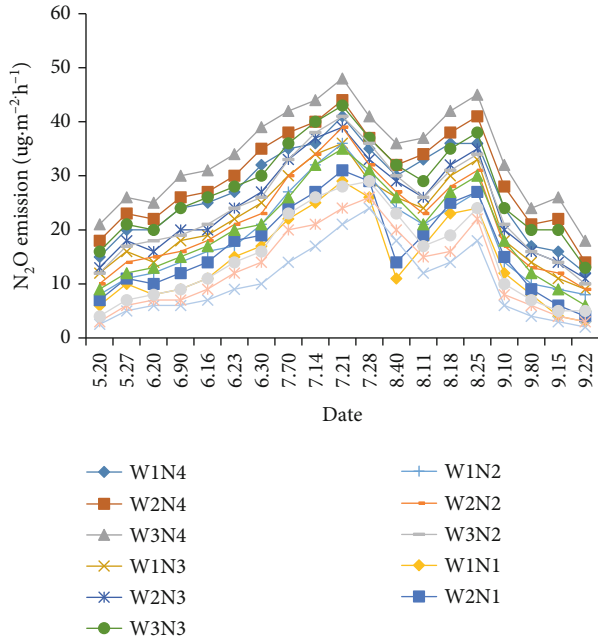 60
50
40
30
20
10
0
N₂O emission (ug·m⁻²·h⁻¹)
5.20 5.27 6.20 6.90 6.16 6.23 6.30 7.70 7.14 7.21 7.28 8.40 8.11 8.18 8.25 9.10 9.80 9.15 9.22
Date
W1N4
W2N4
W3N4
W1N3
W2N3
W3N3
W1N2
W2N2
W3N2
W1N1
W2N1